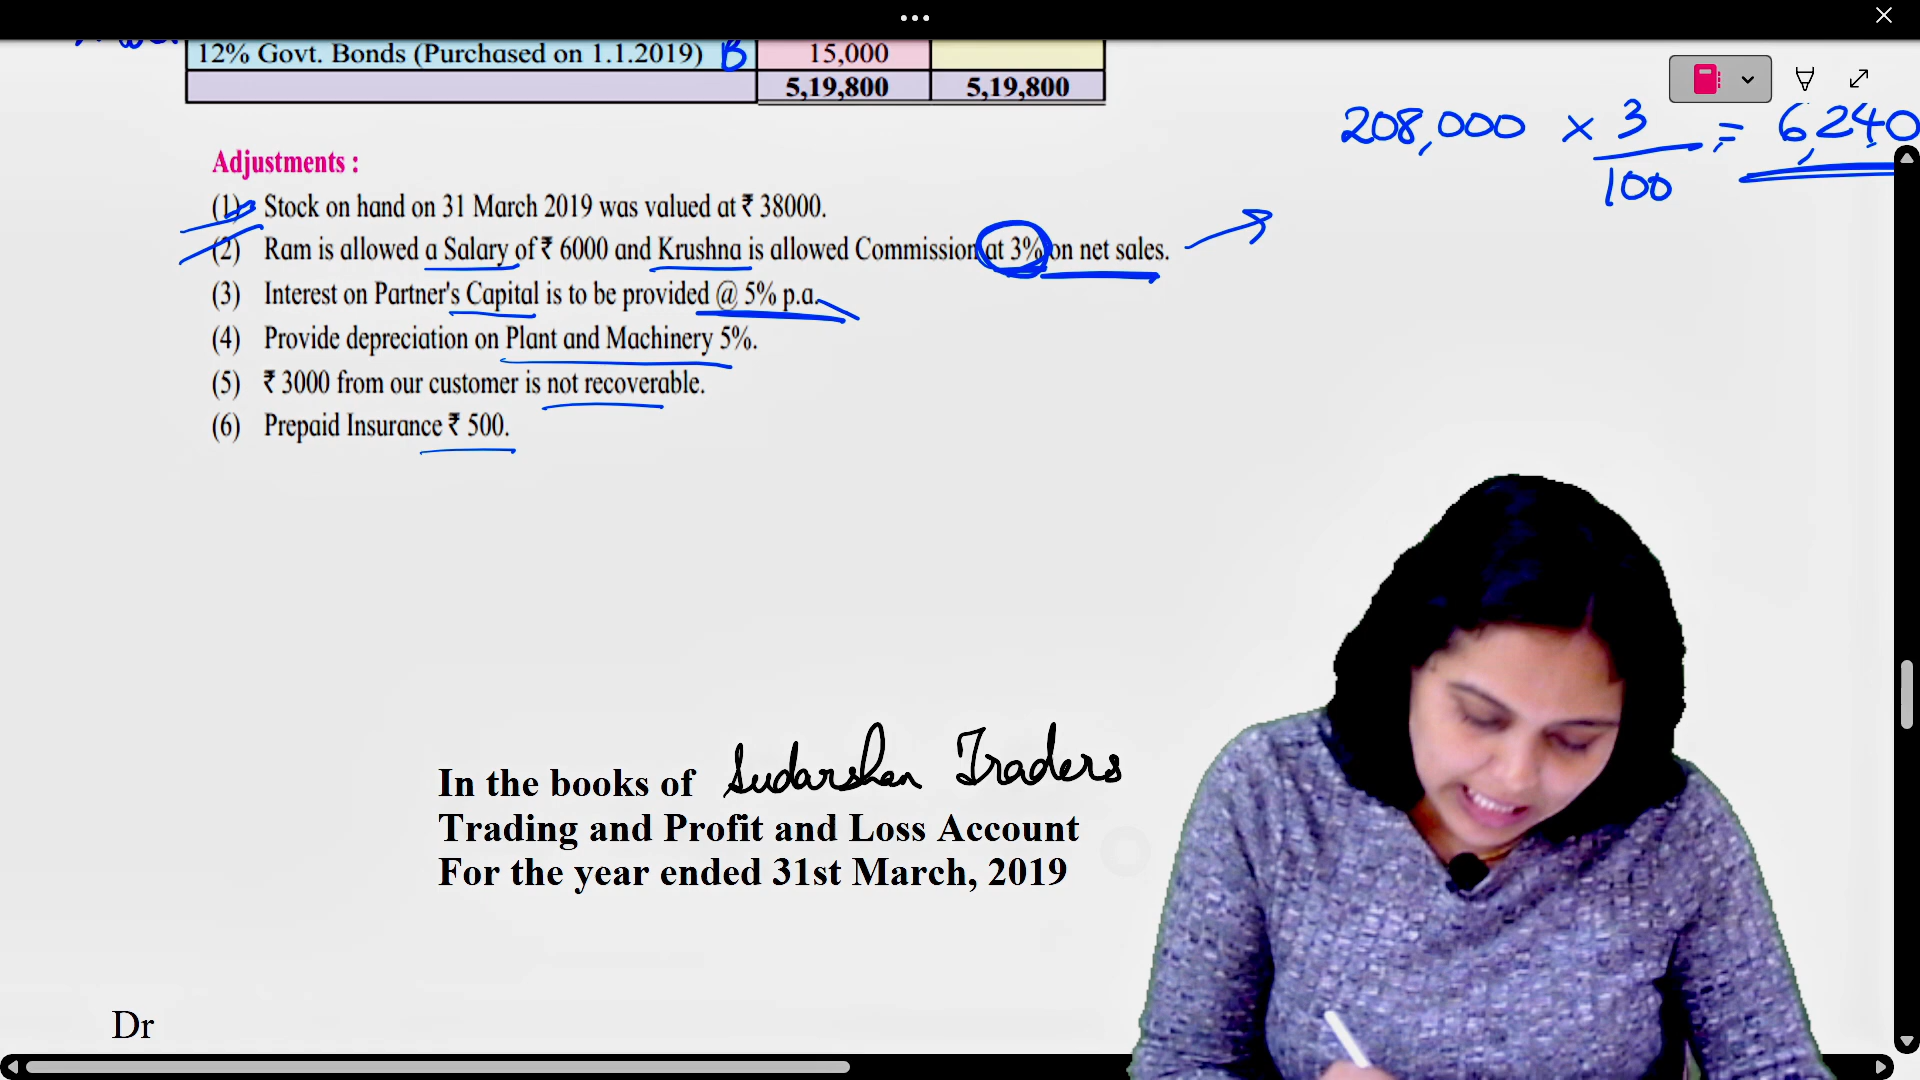 12% Govt. Bonds (Purchased on 1.1.2019) B 15,000
5,19,800 5,19,800
208,000 × 3/100 = 6,240
Adjustments :
(1) Stock on hand on 31 March 2019 was valued at ₹ 38000.
(2) Ram is allowed a Salary of ₹ 6000 and Krushna is allowed Commission at 3% on net sales.
(3) Interest on Partner's Capital is to be provided @ 5% p.a.
(4) Provide depreciation on Plant and Machinery 5%.
(5) ₹ 3000 from our customer is not recoverable.
(6) Prepaid Insurance ₹ 500.
In the books of Sudarshan Traders
Trading and Profit and Loss Account
For the year ended 31st March, 2019
Dr